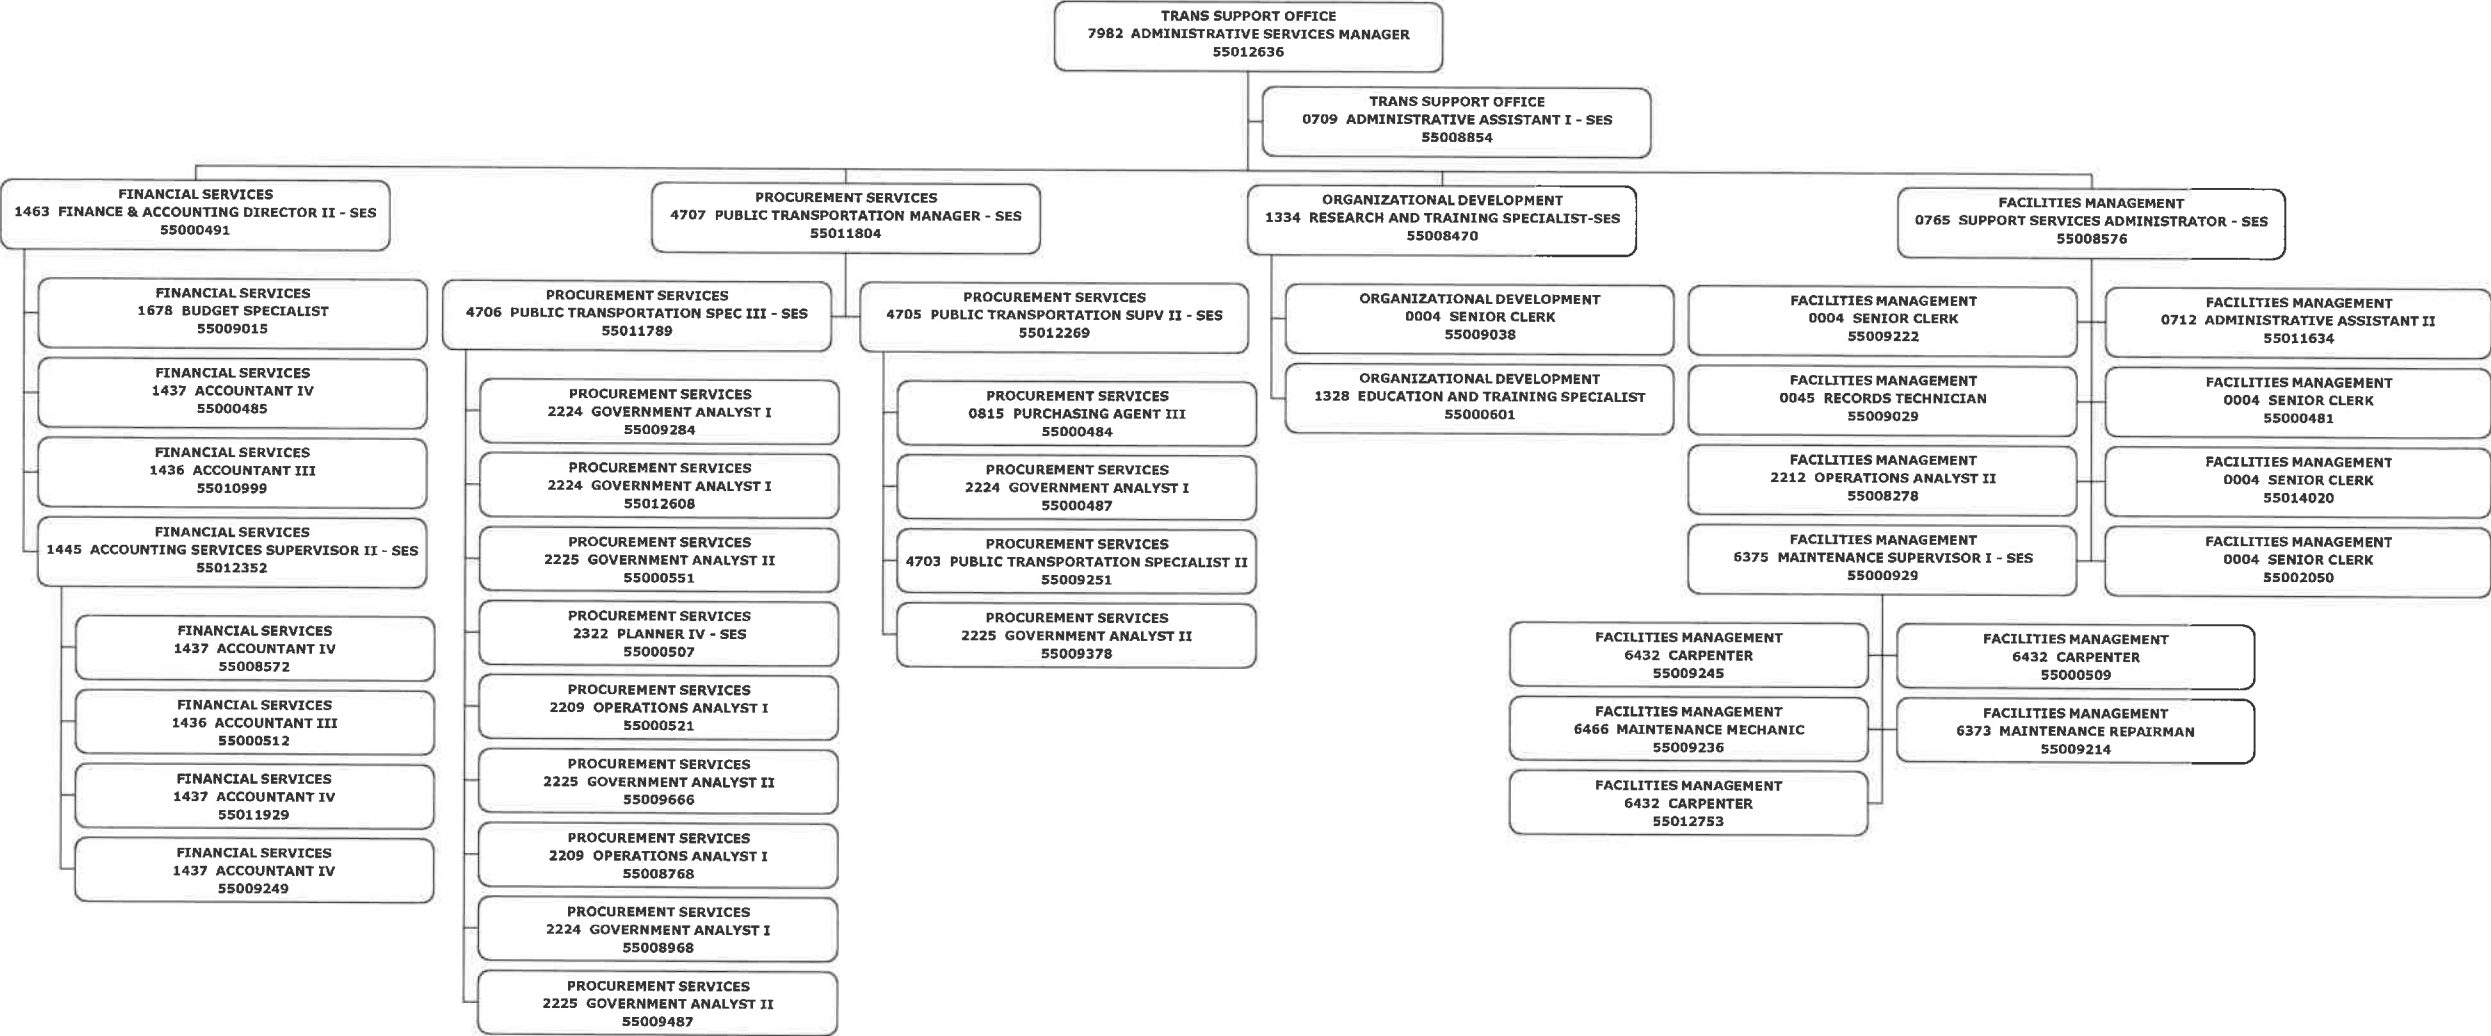 TRANS SUPPORT OFFICE
7982 ADMINISTRATIVE SERVICES MANAGER
55012636
TRANS SUPPORT OFFICE
0709 ADMINISTRATIVE ASSISTANT I - SES
55008854
FINANCIAL SERVICES
1463 FINANCE & ACCOUNTING DIRECTOR II - SES
55000491
FINANCIAL SERVICES
1678 BUDGET SPECIALIST
55009015
FINANCIAL SERVICES
1437 ACCOUNTANT IV
55000485
FINANCIAL SERVICES
1436 ACCOUNTANT III
55010999
FINANCIAL SERVICES
1445 ACCOUNTING SERVICES SUPERVISOR II - SES
55012352
FINANCIAL SERVICES
1437 ACCOUNTANT IV
55008572
FINANCIAL SERVICES
1436 ACCOUNTANT III
55000512
FINANCIAL SERVICES
1437 ACCOUNTANT IV
55011929
FINANCIAL SERVICES
1437 ACCOUNTANT IV
55009249
PROCUREMENT SERVICES
4707 PUBLIC TRANSPORTATION MANAGER - SES
55011804
PROCUREMENT SERVICES
4706 PUBLIC TRANSPORTATION SPEC III - SES
55011789
PROCUREMENT SERVICES
2224 GOVERNMENT ANALYST I
55009284
PROCUREMENT SERVICES
2224 GOVERNMENT ANALYST I
55012608
PROCUREMENT SERVICES
2225 GOVERNMENT ANALYST II
55000551
PROCUREMENT SERVICES
2322 PLANNER IV - SES
55000507
PROCUREMENT SERVICES
2209 OPERATIONS ANALYST I
55000521
PROCUREMENT SERVICES
2225 GOVERNMENT ANALYST II
55009666
PROCUREMENT SERVICES
2209 OPERATIONS ANALYST I
55008768
PROCUREMENT SERVICES
2224 GOVERNMENT ANALYST I
55008968
PROCUREMENT SERVICES
2225 GOVERNMENT ANALYST II
55009487
PROCUREMENT SERVICES
4705 PUBLIC TRANSPORTATION SUPV II - SES
55012269
PROCUREMENT SERVICES
0815 PURCHASING AGENT III
55000484
PROCUREMENT SERVICES
2224 GOVERNMENT ANALYST I
55000487
PROCUREMENT SERVICES
4703 PUBLIC TRANSPORTATION SPECIALIST II
55009251
PROCUREMENT SERVICES
2225 GOVERNMENT ANALYST II
55009378
ORGANIZATIONAL DEVELOPMENT
1334 RESEARCH AND TRAINING SPECIALIST-SES
55008470
ORGANIZATIONAL DEVELOPMENT
0004 SENIOR CLERK
55009038
ORGANIZATIONAL DEVELOPMENT
1328 EDUCATION AND TRAINING SPECIALIST
55000601
FACILITIES MANAGEMENT
0765 SUPPORT SERVICES ADMINISTRATOR - SES
55008576
FACILITIES MANAGEMENT
0004 SENIOR CLERK
55009222
FACILITIES MANAGEMENT
0712 ADMINISTRATIVE ASSISTANT II
55011634
FACILITIES MANAGEMENT
0045 RECORDS TECHNICIAN
55009029
FACILITIES MANAGEMENT
0004 SENIOR CLERK
55000481
FACILITIES MANAGEMENT
2212 OPERATIONS ANALYST II
55008278
FACILITIES MANAGEMENT
0004 SENIOR CLERK
55014020
FACILITIES MANAGEMENT
6375 MAINTENANCE SUPERVISOR I - SES
55000929
FACILITIES MANAGEMENT
0004 SENIOR CLERK
55002050
FACILITIES MANAGEMENT
6432 CARPENTER
55009245
FACILITIES MANAGEMENT
6432 CARPENTER
55000509
FACILITIES MANAGEMENT
6466 MAINTENANCE MECHANIC
55009236
FACILITIES MANAGEMENT
6373 MAINTENANCE REPAIRMAN
55009214
FACILITIES MANAGEMENT
6432 CARPENTER
55012753